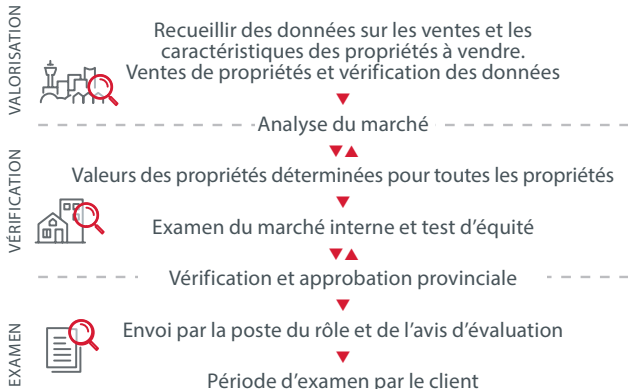 VALORISATION
Recueillir des données sur les ventes et les
caractéristiques des propriétés à vendre.
Ventes de propriétés et vérification des données
Analyse du marché
VÉRIFICATION
Valeurs des propriétés déterminées pour toutes les propriétés
Examen du marché interne et test d'équité
Vérification et approbation provinciale
EXAMEN
Envoi par la poste du rôle et de l'avis d'évaluation
Période d'examen par le client